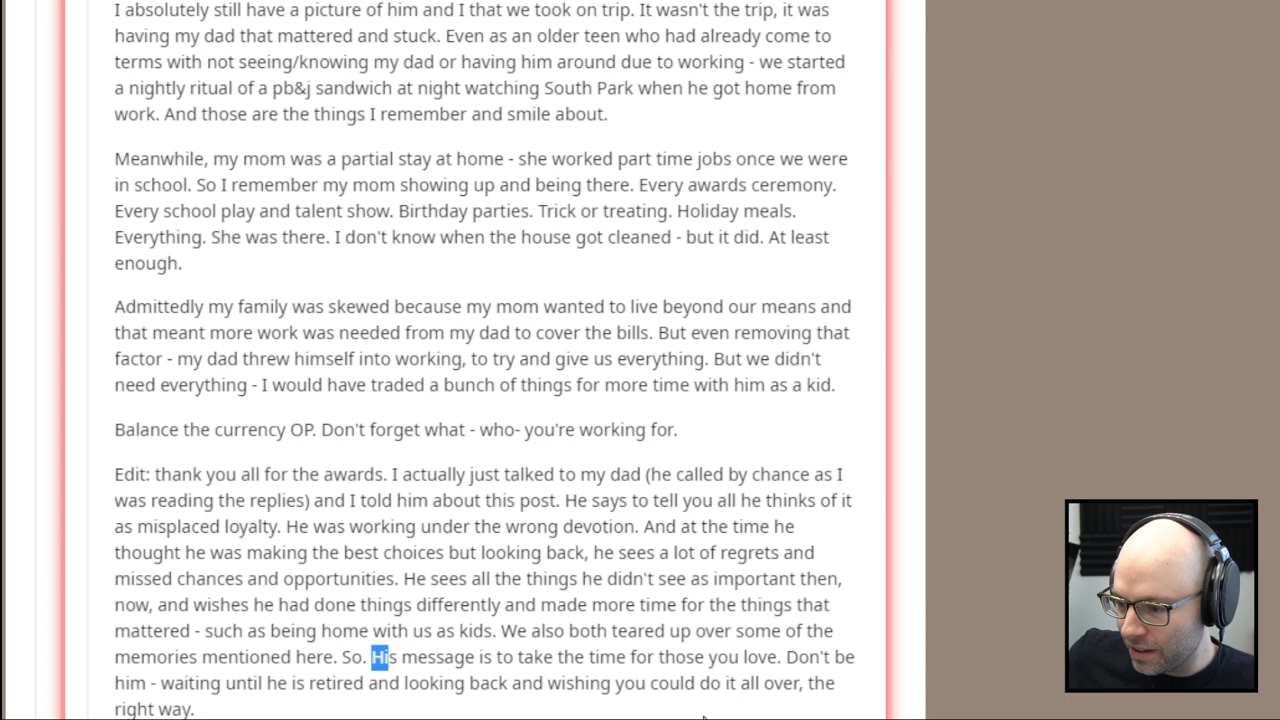 I absolutely still have a picture of him and I that we took on trip. It wasn't the trip, it was
having my dad that mattered and stuck. Even as an older teen who had already come to
terms with not seeing/knowing my dad or having him around due to working - we started
a nightly ritual of a pb&j sandwich at night watching South Park when he got home from
work. And those are the things I remember and smile about.
Meanwhile, my mom was a partial stay at home - she worked part time jobs once we were
in school. So I remember my mom showing up and being there. Every awards ceremony.
Every school play and talent show. Birthday parties. Trick or treating. Holiday meals.
Everything. She was there. I don't know when the house got cleaned - but it did. At least
enough.
Admittedly my family was skewed because my mom wanted to live beyond our means and
that meant more work was needed from my dad to cover the bills. But even removing that
factor - my dad threw himself into working, to try and give us everything. But we didn't
need everything - I would have traded a bunch of things for more time with him as a kid.
Balance the currency OP. Don't forget what - who- you're working for.
Edit: thank you all for the awards. I actually just talked to my dad (he called by chance as I
was reading the replies) and I told him about this post. He says to tell you all he thinks of it
as misplaced loyalty. He was working under the wrong devotion. And at the time he
thought he was making the best choices but looking back, he sees a lot of regrets and
missed chances and opportunities. He sees all the things he didn't see as important then,
now, and wishes he had done things differently and made more time for the things that
mattered - such as being home with us as kids. We also both teared up over some of the
memories mentioned here. So. His message is to take the time for those you love. Don't be
him - waiting until he is retired and looking back and wishing you could do it all over, the
right way.